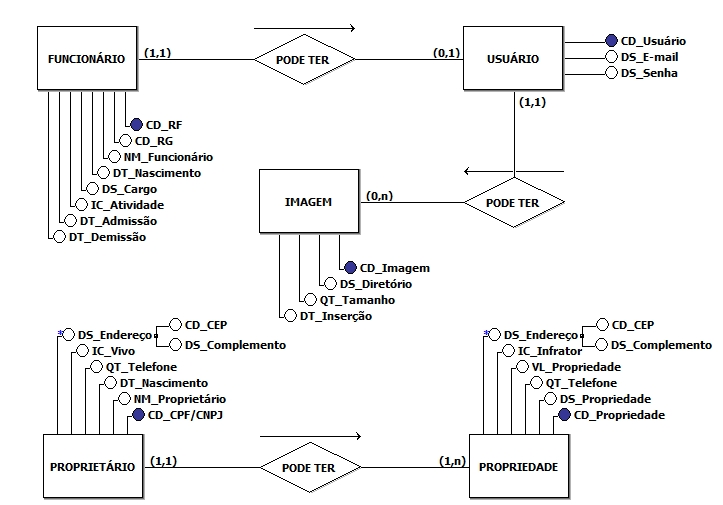 FUNCIONÁRIO
(1,1)
PODE TER
(0,1)
USUÁRIO
CD_Usuário
DS_E-mail
DS_Senha
(1,1)
CD_RF
CD_RG
NM_Funcionário
DT_Nascimento
DS_Cargo
IC_Atividade
DT_Admissão
DT_Demissão
IMAGEM
(0,n)
PODE TER
CD_Imagem
DS_Diretório
QT_Tamanho
DT_Inserção
* DS_Endereço
CD_CEP
DS_Complemento
IC_Vivo
QT_Telefone
DT_Nascimento
NM_Proprietário
CD_CPF/CNPJ
* DS_Endereço
CD_CEP
DS_Complemento
IC_Infrator
VL_Propriedade
QT_Telefone
DS_Propriedade
CD_Propriedade
PROPRIETÁRIO
(1,1)
PODE TER
(1,n)
PROPRIEDADE